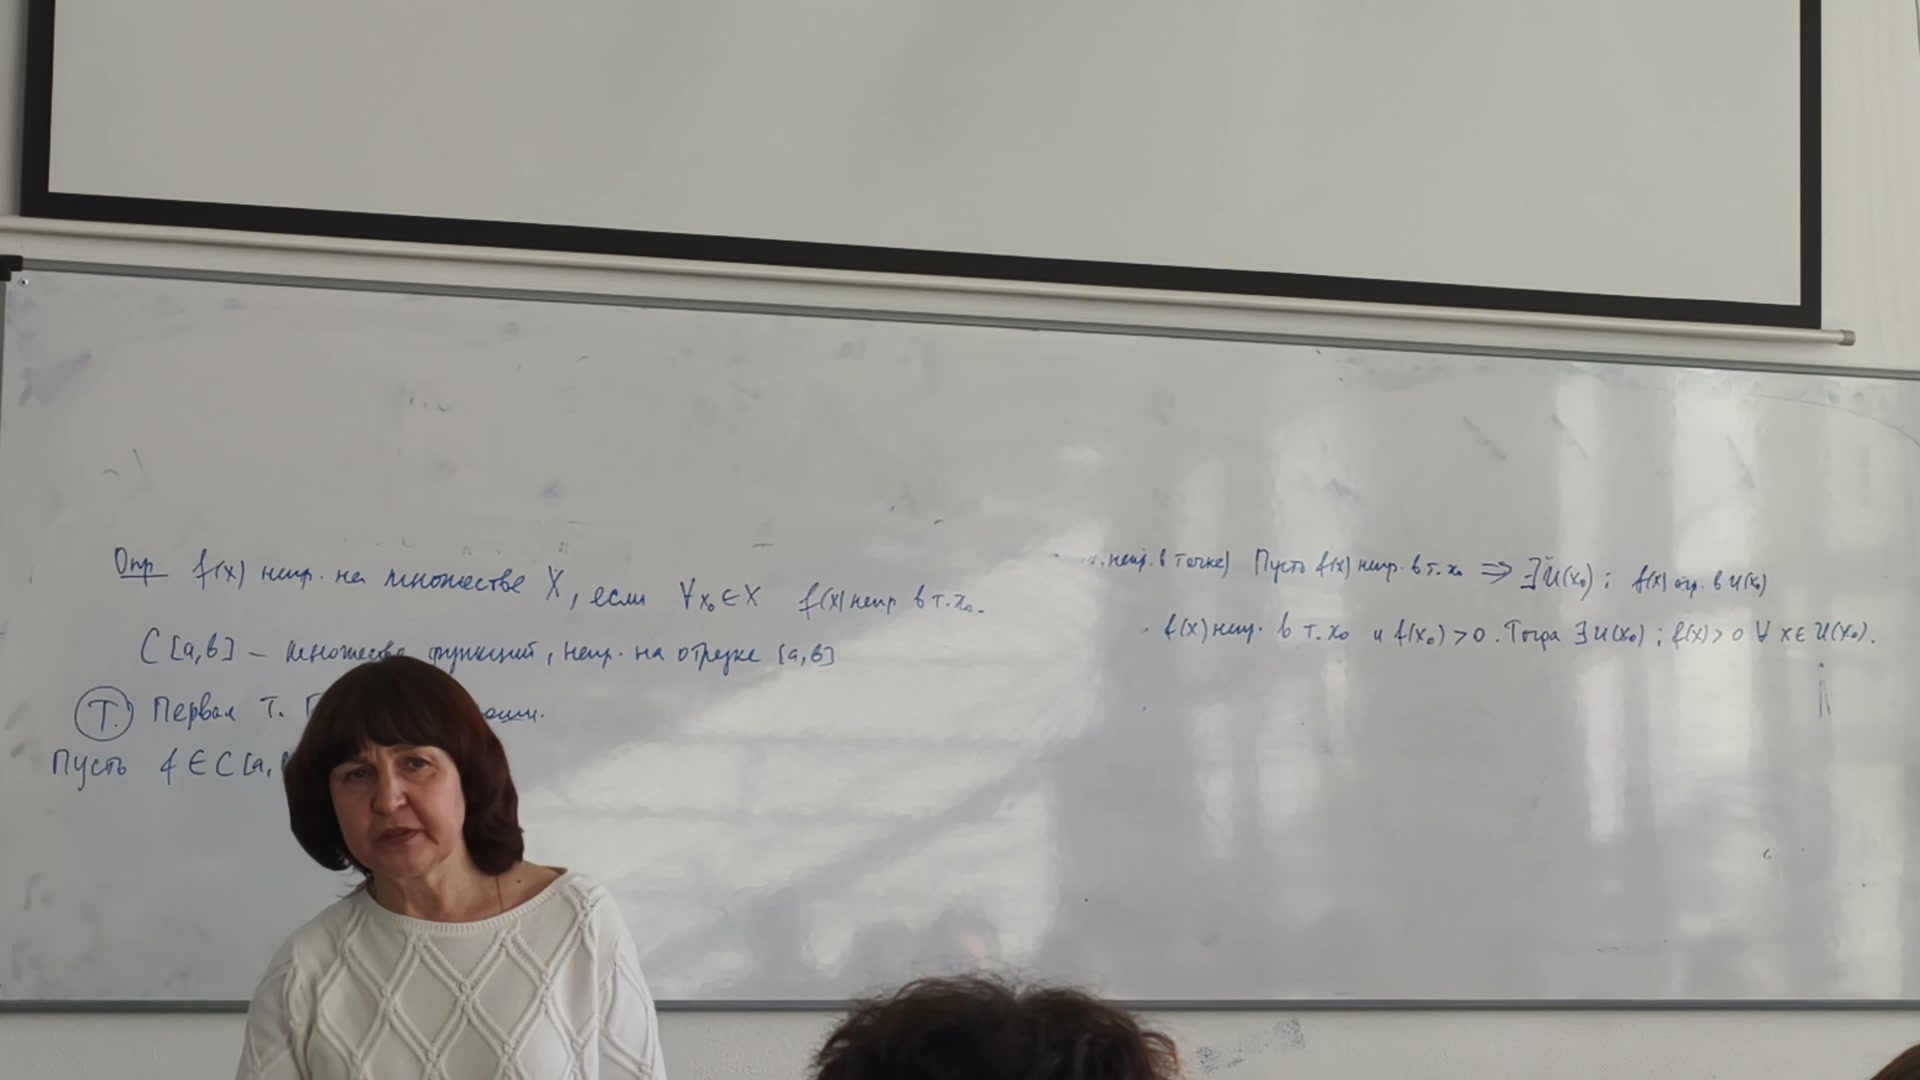 Опр f(x) непр. на множестве X, если ∀x₀∈X f(x) непр в т.x₀.
C[a,b] – множество функций, непр. на отрезке [a,b]
Т. Первая т.
Пусть f∈C[a,
непр. в точке) Пусть f(x) непр. в т.x₀ ⇒ ∃U(x₀); f(x) огр. в U(x₀)
f(x) непр. в т. x₀ и f(x₀)>0. Тогда ∃U(x₀); f(x)>0 ∀ x∈U(x₀).